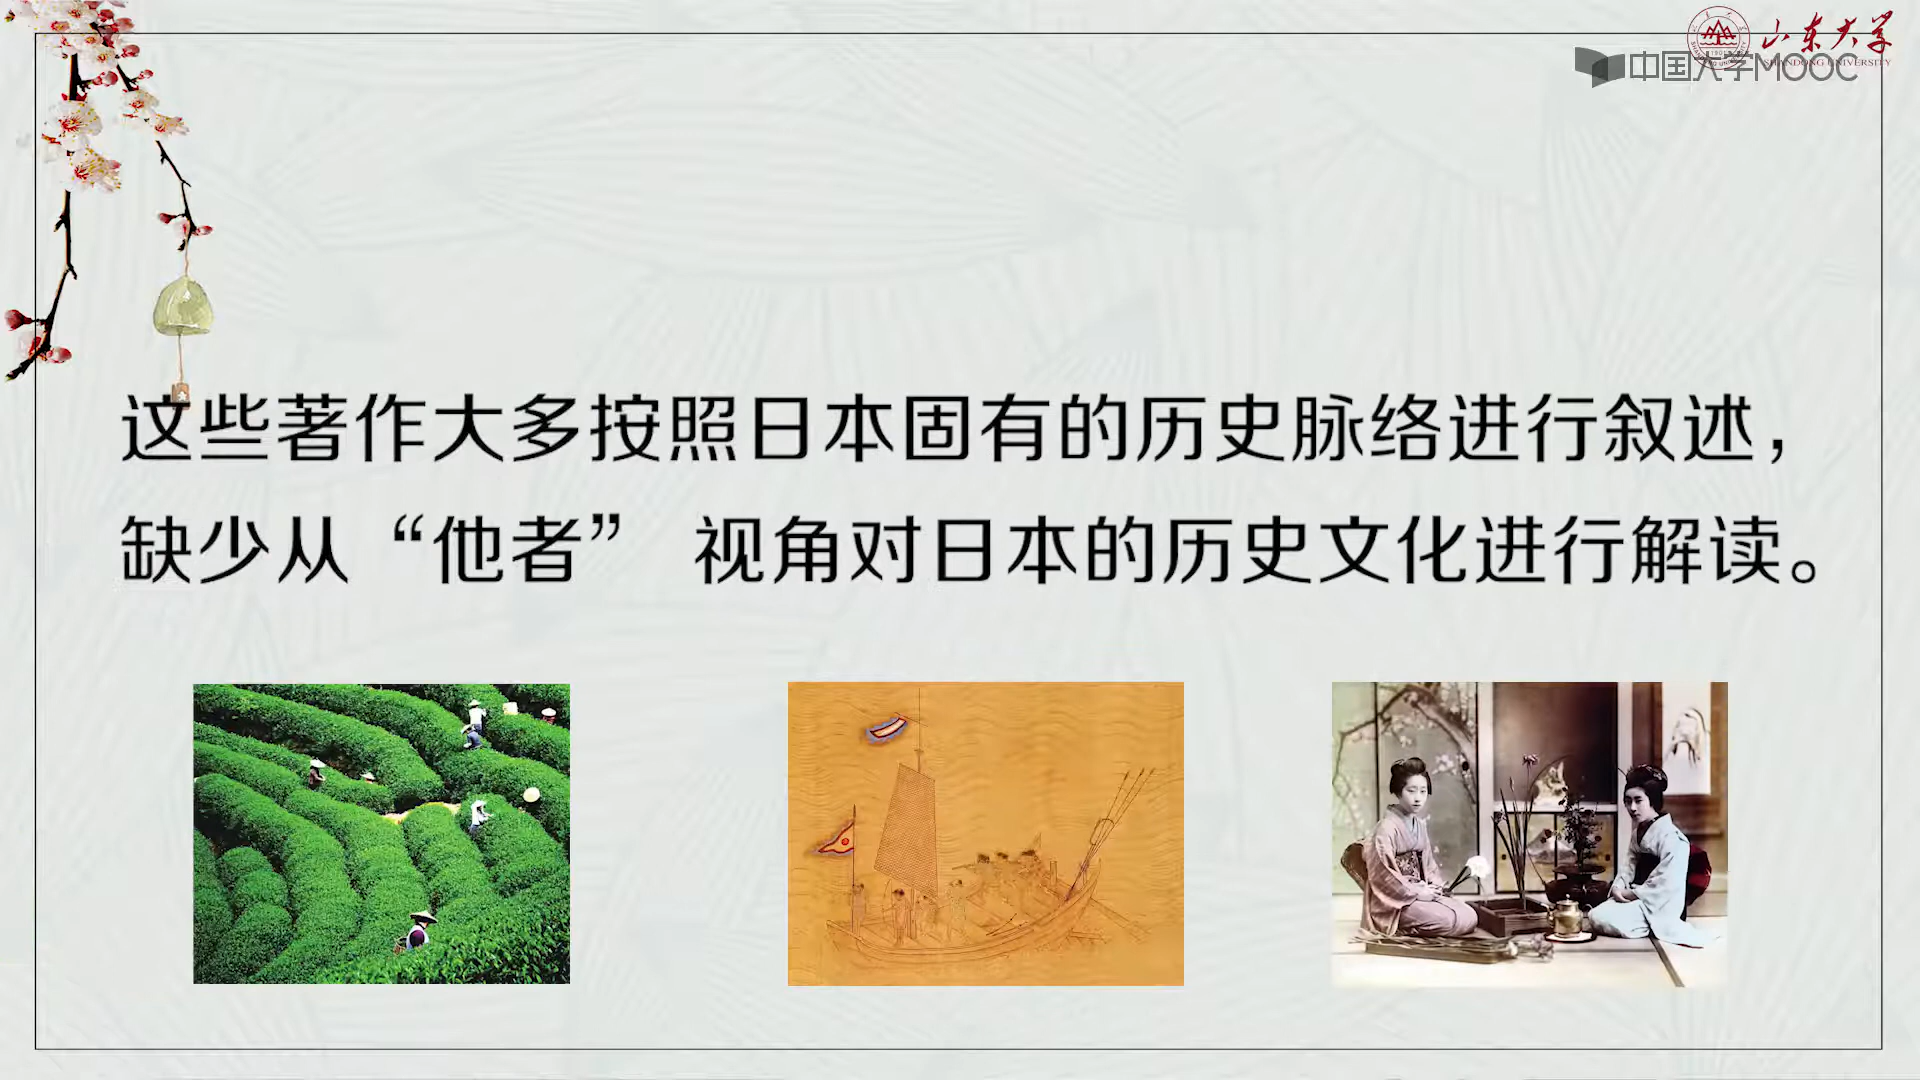 山东大学
SHANDONG UNIVERSITY
中国大学MOOC
这些著作大多按照日本固有的历史脉络进行叙述，
缺少从“他者” 视角对日本的历史文化进行解读。